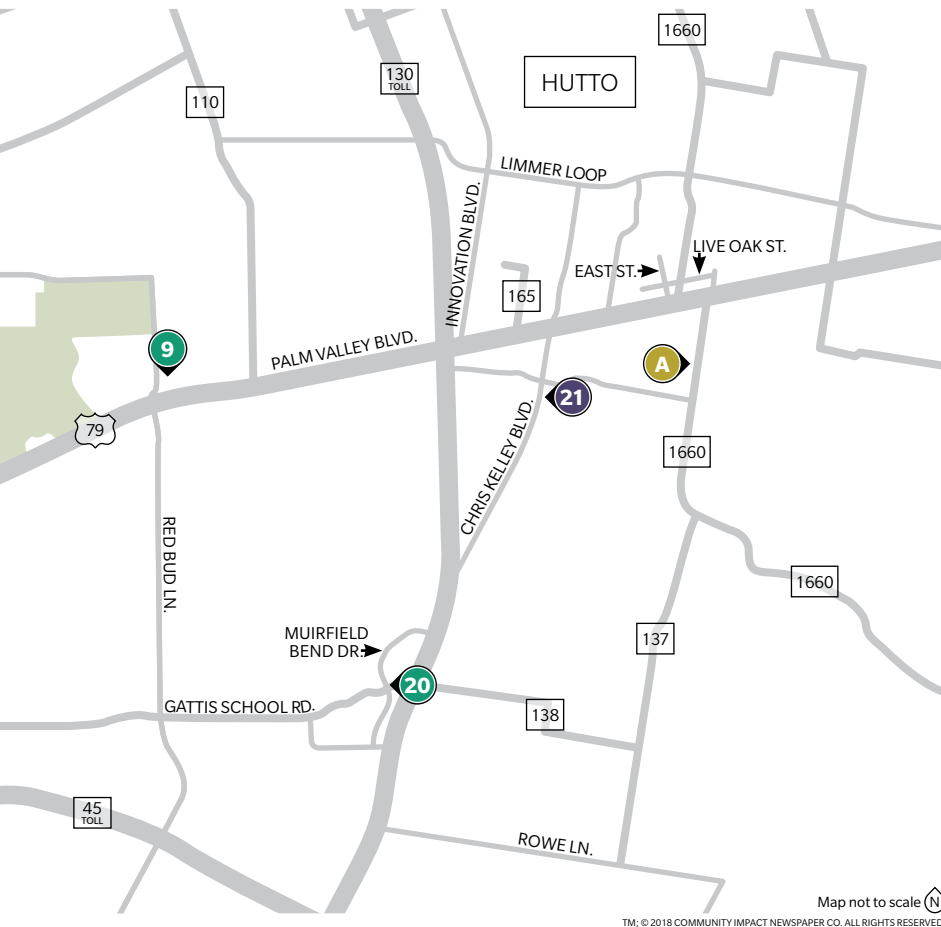 1660
130
TOLL
HUTTO
110
LIMMER LOOP
INNOVATION BLVD.
LIVE OAK ST.
EAST ST.
165
9
PALM VALLEY BLVD.
A
21
79
CHRIS KELLEY BLVD.
1660
RED BUD LN.
1660
MUIRFIELD
BEND DR.
137
20
GATTIS SCHOOL RD.
138
45
TOLL
ROWE LN.
Map not to scale N
TM; © 2018 COMMUNITY IMPACT NEWSPAPER CO. ALL RIGHTS RESERVED